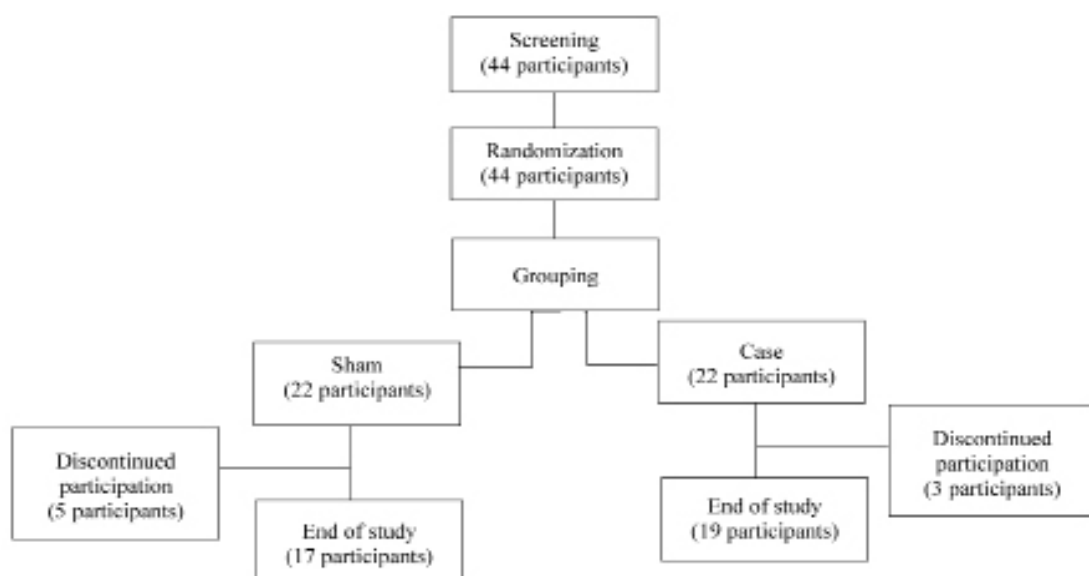 Screening
(44 participants)
Randomization
(44 participants)
Grouping
Sham
(22 participants)
Case
(22 participants)
Discontinued
participation
(5 participants)
End of study
(17 participants)
End of study
(19 participants)
Discontinued
participation
(3 participants)